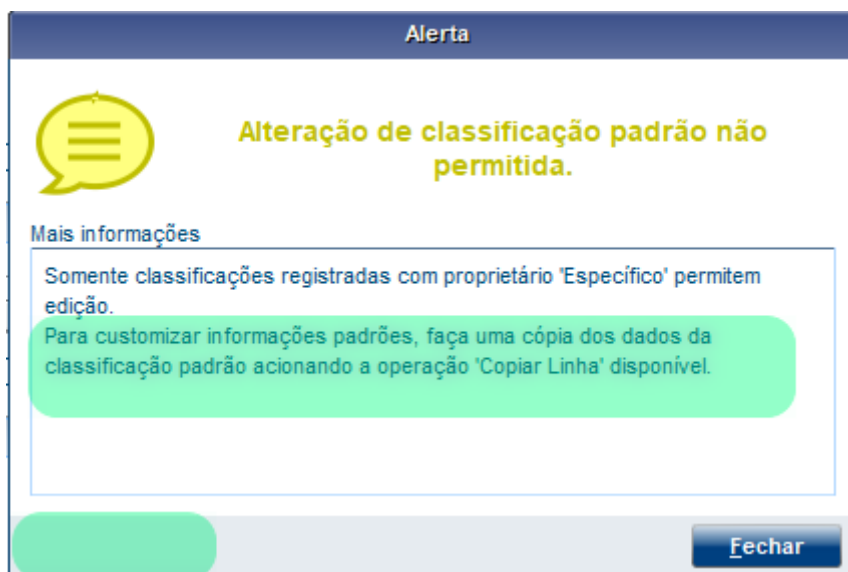 Alerta
Alteração de classificação padrão não
permitida.
Mais informações
Somente classificações registradas com proprietário 'Específico' permitem
edição.
Para customizar informações padrões, faça uma cópia dos dados da
classificação padrão acionando a operação 'Copiar Linha' disponível.
Fechar